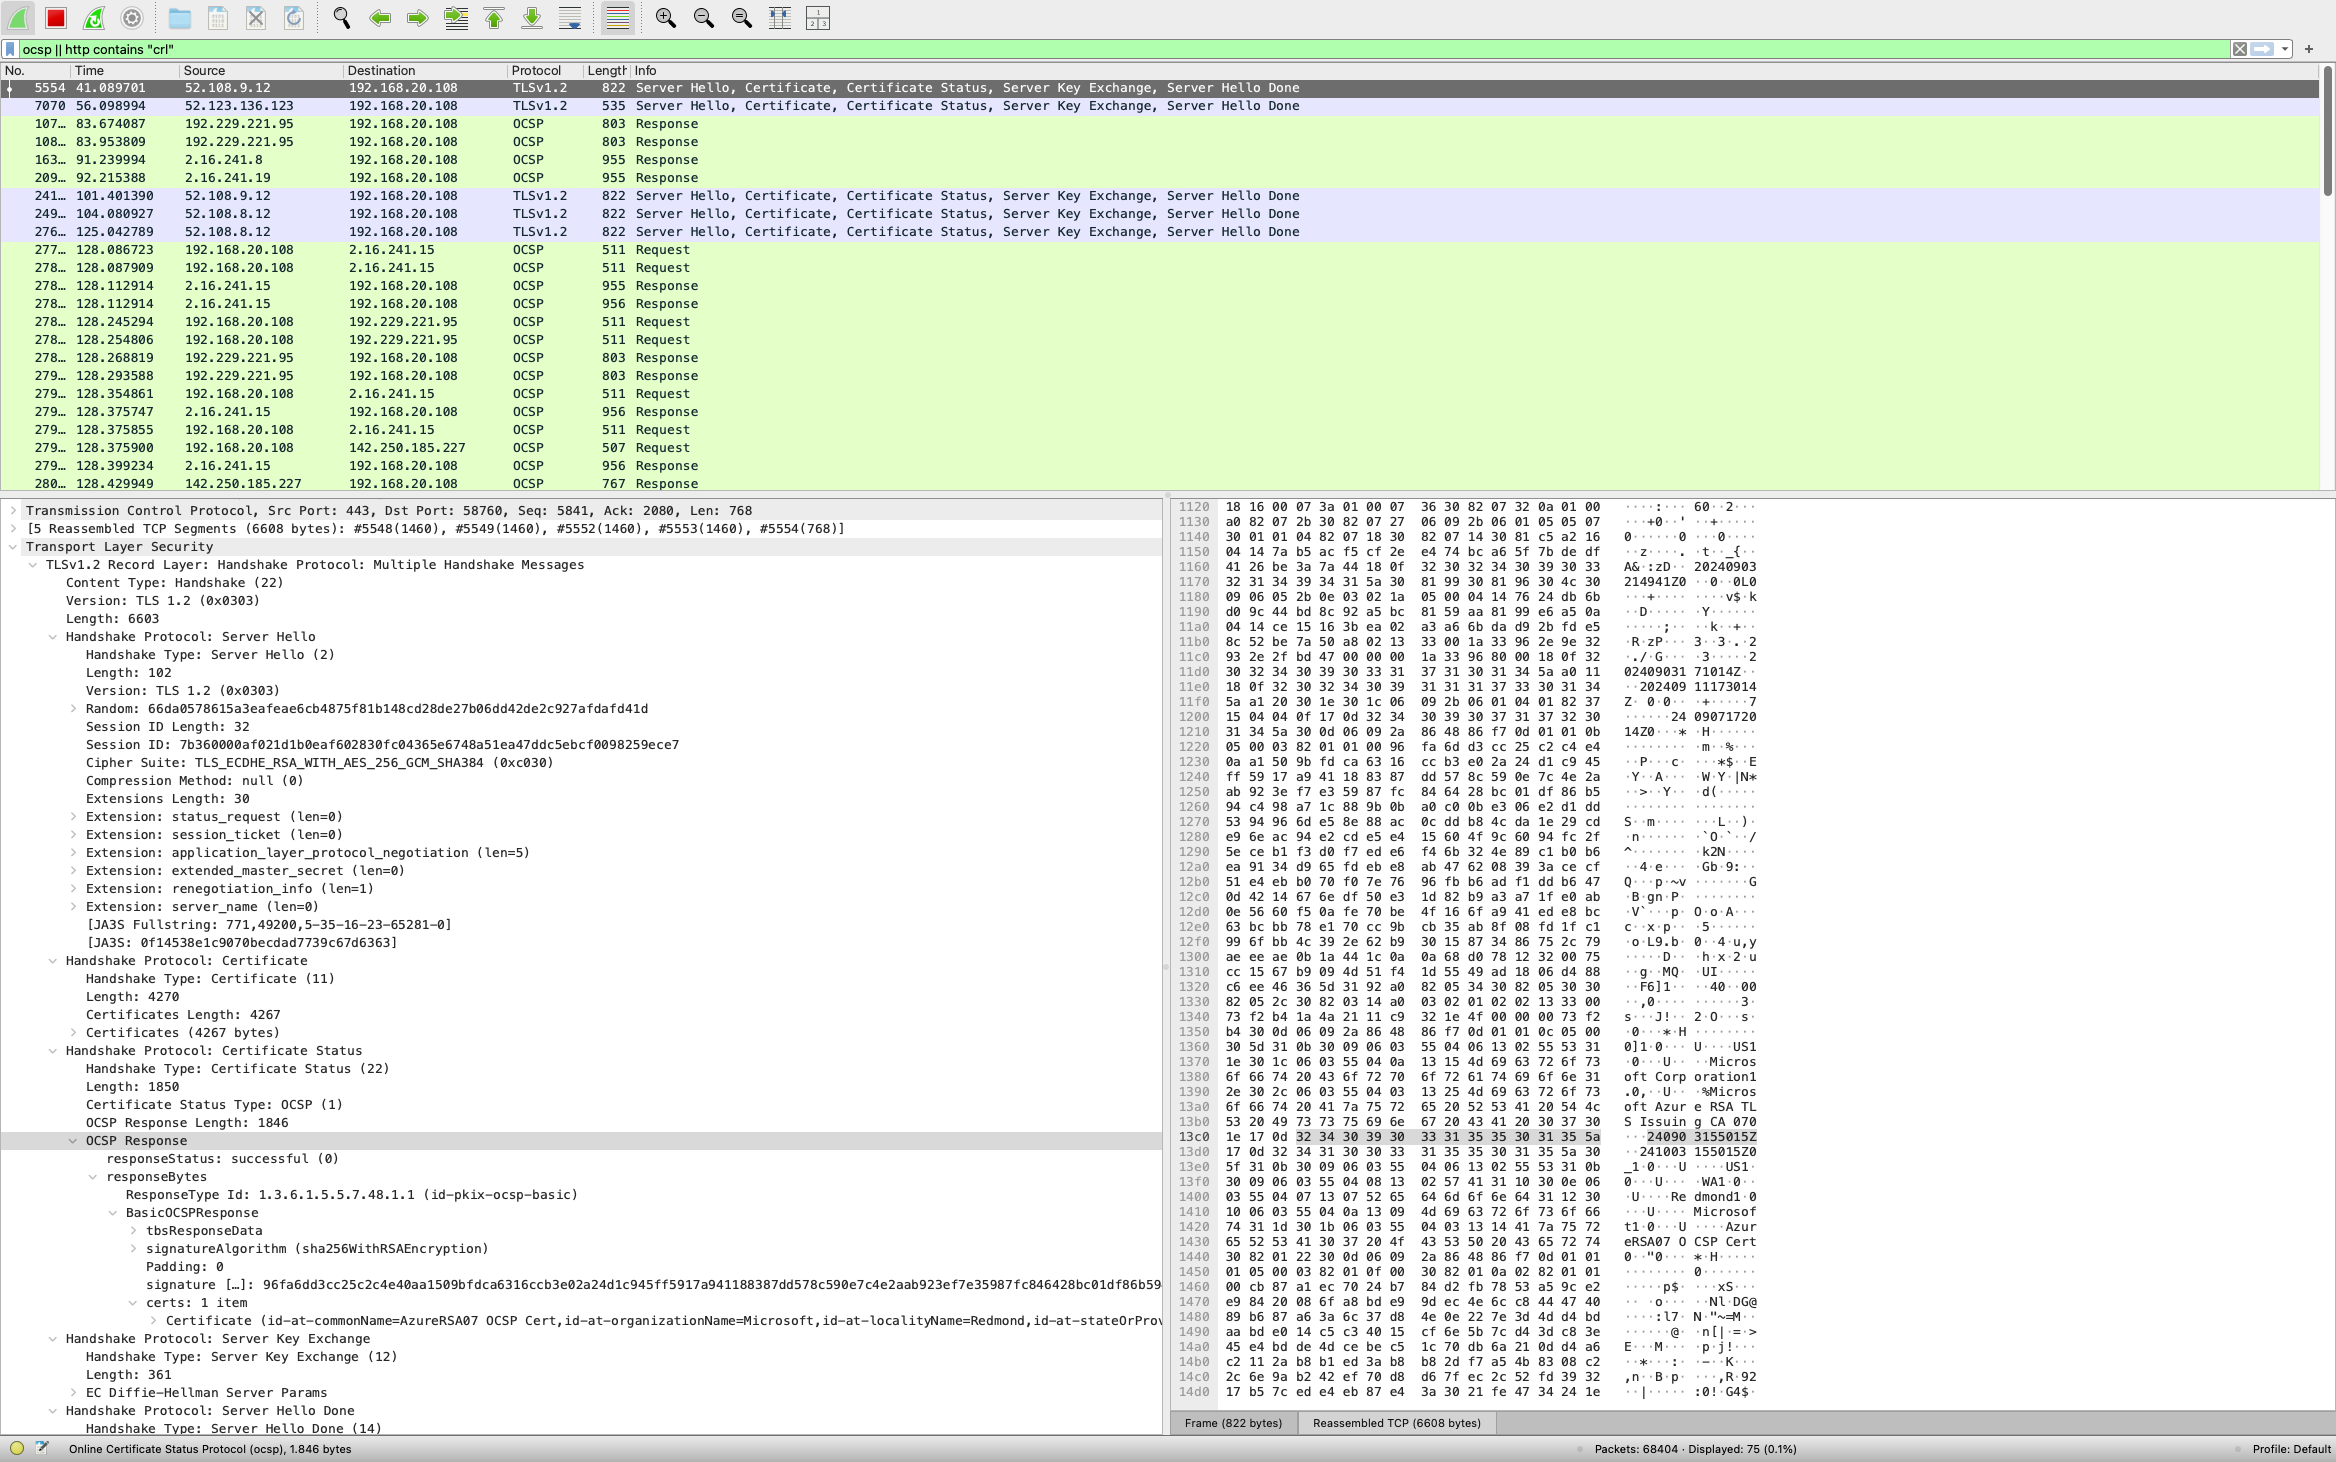 ocsp || http contains "crl"
No. Time Source Destination Protocol Length Info
5554 41.089701 52.108.9.12 192.168.20.108 TLSv1.2 822 Server Hello, Certificate, Certificate Status, Server Key Exchange, Server Hello Done
7070 56.098994 52.123.136.123 192.168.20.108 TLSv1.2 535 Server Hello, Certificate, Certificate Status, Server Key Exchange, Server Hello Done
107… 83.674087 192.229.221.95 192.168.20.108 OCSP 803 Response
108… 83.953809 192.229.221.95 192.168.20.108 OCSP 803 Response
163… 91.239994 2.16.241.8 192.168.20.108 OCSP 955 Response
209… 92.215388 2.16.241.19 192.168.20.108 OCSP 955 Response
241… 101.401390 52.108.9.12 192.168.20.108 TLSv1.2 822 Server Hello, Certificate, Certificate Status, Server Key Exchange, Server Hello Done
249… 104.080927 52.108.8.12 192.168.20.108 TLSv1.2 822 Server Hello, Certificate, Certificate Status, Server Key Exchange, Server Hello Done
276… 125.042789 52.108.8.12 192.168.20.108 TLSv1.2 822 Server Hello, Certificate, Certificate Status, Server Key Exchange, Server Hello Done
277… 128.086723 192.168.20.108 2.16.241.15 OCSP 511 Request
278… 128.087909 192.168.20.108 2.16.241.15 OCSP 511 Request
278… 128.112914 2.16.241.15 192.168.20.108 OCSP 955 Response
278… 128.112914 2.16.241.15 192.168.20.108 OCSP 956 Response
278… 128.245294 192.168.20.108 192.229.221.95 OCSP 511 Request
278… 128.254806 192.168.20.108 192.229.221.95 OCSP 511 Request
278… 128.268819 192.229.221.95 192.168.20.108 OCSP 803 Response
279… 128.293588 192.229.221.95 192.168.20.108 OCSP 803 Response
279… 128.354861 192.168.20.108 2.16.241.15 OCSP 511 Request
279… 128.375747 2.16.241.15 192.168.20.108 OCSP 956 Response
279… 128.375855 192.168.20.108 2.16.241.15 OCSP 511 Request
279… 128.375900 192.168.20.108 142.250.185.227 OCSP 507 Request
279… 128.399234 2.16.241.15 192.168.20.108 OCSP 956 Response
280… 128.429949 142.250.185.227 192.168.20.108 OCSP 767 Response
Transmission Control Protocol, Src Port: 443, Dst Port: 58760, Seq: 5841, Ack: 2080, Len: 768
[5 Reassembled TCP Segments (6608 bytes): #5548(1460), #5549(1460), #5552(1460), #5553(1460), #5554(768)]
Transport Layer Security
TLSv1.2 Record Layer: Handshake Protocol: Multiple Handshake Messages
Content Type: Handshake (22)
Version: TLS 1.2 (0x0303)
Length: 6603
Handshake Protocol: Server Hello
Handshake Type: Server Hello (2)
Length: 102
Version: TLS 1.2 (0x0303)
Random: 66da0578615a3eafeae6cb4875f81b148cd28de27b06dd42de2c927afdafd41d
Session ID Length: 32
Session ID: 7b360000af021d1b0eaf602830fc04365e6748a51ea47ddc5ebcf0098259ece7
Cipher Suite: TLS_ECDHE_RSA_WITH_AES_256_GCM_SHA384 (0xc030)
Compression Method: null (0)
Extensions Length: 30
Extension: status_request (len=0)
Extension: session_ticket (len=0)
Extension: application_layer_protocol_negotiation (len=5)
Extension: extended_master_secret (len=0)
Extension: renegotiation_info (len=1)
Extension: server_name (len=0)
[JA3S Fullstring: 771,49200,5-35-16-23-65281-0]
[JA3S: 0f14538e1c9070becdad7739c67d6363]
Handshake Protocol: Certificate
Handshake Type: Certificate (11)
Length: 4270
Certificates Length: 4267
Certificates (4267 bytes)
Handshake Protocol: Certificate Status
Handshake Type: Certificate Status (22)
Length: 1850
Certificate Status Type: OCSP (1)
OCSP Response Length: 1846
OCSP Response
responseStatus: successful (0)
responseBytes
ResponseType Id: 1.3.6.1.5.5.7.48.1.1 (id-pkix-ocsp-basic)
BasicOCSPResponse
tbsResponseData
signatureAlgorithm (sha256WithRSAEncryption)
Padding: 0
signature […]: 96fa6dd3cc25c2c4e40aa1509bfdca6316ccb3e02a24d1c945ff5917a941188387dd578c590e7c4e2aab923ef7e35987fc846428bc01df86b59
certs: 1 item
Certificate (id-at-commonName=AzureRSA07 OCSP Cert,id-at-organizationName=Microsoft,id-at-localityName=Redmond,id-at-stateOrProv
Handshake Protocol: Server Key Exchange
Handshake Type: Server Key Exchange (12)
Length: 361
EC Diffie-Hellman Server Params
Handshake Protocol: Server Hello Done
Handshake Type: Server Hello Done (14)
1120 18 16 00 07 3a 01 00 07 36 30 82 07 32 0a 01 00
1130 a0 82 07 2b 30 82 07 27 06 09 2b 06 01 05 05 07
1140 30 01 01 04 82 07 18 30 82 07 14 30 81 c5 a2 16
1150 04 14 7a b5 ac f5 cf 2e e4 74 bc a6 5f 7b de df
1160 41 26 be 3a 7a 44 18 0f 32 30 32 34 30 39 30 33
1170 32 31 34 39 34 31 5a 30 81 99 30 81 96 30 4c 30
1180 09 06 05 2b 0e 03 02 1a 05 00 04 14 76 24 db 6b
1190 d0 9c 44 bd 8c 92 a5 bc 81 59 aa 81 99 e6 a5 0a
11a0 04 14 ce 15 16 3b ea 02 a3 a6 6b da d9 2b fd e5
11b0 8c 52 be 7a 50 a8 02 13 33 00 1a 33 96 2e 9e 32
11c0 93 2e 2f bd 47 00 00 00 1a 33 96 80 00 18 0f 32
11d0 30 32 34 30 39 30 33 31 37 31 30 31 34 5a a0 11
11e0 18 0f 32 30 32 34 30 39 31 31 31 37 33 30 31 34
11f0 5a a1 20 30 1e 30 1c 06 09 2b 06 01 04 01 82 37
1200 15 04 04 0f 17 0d 32 34 30 39 30 37 31 37 32 30
1210 31 34 5a 30 0d 06 09 2a 86 48 86 f7 0d 01 01 0b
1220 05 00 03 82 01 01 00 96 fa 6d d3 cc 25 c2 c4 e4
1230 0a a1 50 9b fd ca 63 16 cc b3 e0 2a 24 d1 c9 45
1240 ff 59 17 a9 41 18 83 87 dd 57 8c 59 0e 7c 4e 2a
1250 ab 92 3e f7 e3 59 87 fc 84 64 28 bc 01 df 86 b5
1260 94 c4 98 a7 1c 88 9b 0b a0 c0 0b e3 06 e2 d1 dd
1270 53 94 96 6d e5 8e 88 ac 0c dd b8 4c da 1e 29 cd
1280 e9 6e ac 94 e2 cd e5 e4 15 60 4f 9c 60 94 fc 2f
1290 5e ce b1 f3 d0 f7 ed e6 f4 6b 32 4e 89 c1 b0 b6
12a0 ea 91 34 d9 65 fd eb e8 ab 47 62 08 39 3a ce cf
12b0 51 e4 eb b0 70 f0 7e 76 96 fb b6 ad f1 dd b6 47
12c0 0d 42 14 67 6e df 50 e3 1d 82 b9 a3 a7 1f e0 ab
12d0 0e 56 60 f5 0a fe 70 be 4f 16 6f a9 41 ed e8 bc
12e0 63 bc bb 78 e1 70 cc 9b cb 35 ab 8f 08 fd 1f c1
12f0 99 6f bb 4c 39 2e 62 b9 30 15 87 34 86 75 2c 79
1300 ae ee ae 0b 1a 44 1c 0a 0a 68 d0 78 12 32 00 75
1310 cc 15 67 b9 09 4d 51 f4 1d 55 49 ad 18 06 d4 88
1320 c6 ee 46 36 5d 31 92 a0 82 05 34 30 82 05 30 30
1330 82 05 2c 30 82 03 14 a0 03 02 01 02 02 13 33 00
1340 73 f2 b4 1a 4a 21 11 c9 32 1e 4f 00 00 00 73 f2
1350 b4 30 0d 06 09 2a 86 48 86 f7 0d 01 01 0c 05 00
1360 30 5d 31 0b 30 09 06 03 55 04 06 13 02 55 53 31
1370 1e 30 1c 06 03 55 04 0a 13 15 4d 69 63 72 6f 73
1380 6f 66 74 20 43 6f 72 70 6f 72 61 74 69 6f 6e 31 oft Corp oration1
1390 2e 30 2c 06 03 55 04 03 13 25 4d 69 63 72 6f 73
13a0 6f 66 74 20 41 7a 75 72 65 20 52 53 41 20 54 4c oft Azur e RSA TL
13b0 53 20 49 73 73 75 69 6e 67 20 43 41 20 30 37 30 S Issuin g CA 070
13c0 1e 17 0d 32 34 30 39 30 33 31 35 35 30 31 35 5a ···24090 3155015Z
13d0 17 0d 32 34 31 30 30 33 31 35 35 30 31 35 5a 30 ··241003 155015Z0
13e0 5f 31 0b 30 09 06 03 55 04 06 13 02 55 53 31 0b
13f0 30 09 06 03 55 04 08 13 02 57 41 31 10 30 0e 06
1400 03 55 04 07 13 07 52 65 64 6d 6f 6e 64 31 12 30
1410 10 06 03 55 04 0a 13 09 4d 69 63 72 6f 73 6f 66
1420 74 31 1d 30 1b 06 03 55 04 03 13 14 41 7a 75 72
1430 65 52 53 41 30 37 20 4f 43 53 50 20 43 65 72 74 eRSA07 O CSP Cert
1440 30 82 01 22 30 0d 06 09 2a 86 48 86 f7 0d 01 01
1450 01 05 00 03 82 01 0f 00 30 82 01 0a 02 82 01 01
1460 00 cb 87 a1 ec 70 24 b7 84 d2 fb 78 53 a5 9c e2
1470 e9 84 20 08 6f a8 bd e9 9d ec 4e 6c c8 44 47 40
1480 89 b6 87 a6 3a 6c 37 d8 4e 0e 22 7e 3d 4d d4 bd
1490 aa bd e0 14 c5 c3 40 15 cf 6e 5b 7c d4 3d c8 3e
14a0 45 e4 bd de 4d ce be c5 1c 70 db 6a 21 0d d4 a6
14b0 c2 11 2a b8 b1 ed 3a b8 b8 2d f7 a5 4b 83 08 c2
14c0 2c 6e 9a b2 42 ef 70 d8 d6 7f ec 2c 52 fd 39 32
14d0 17 b5 7c ed e4 eb 87 e4 3a 30 21 fe 47 34 24 1e
Frame (822 bytes) Reassembled TCP (6608 bytes)
Online Certificate Status Protocol (ocsp), 1.846 bytes Packets: 68404 · Displayed: 75 (0.1%) Profile: Default